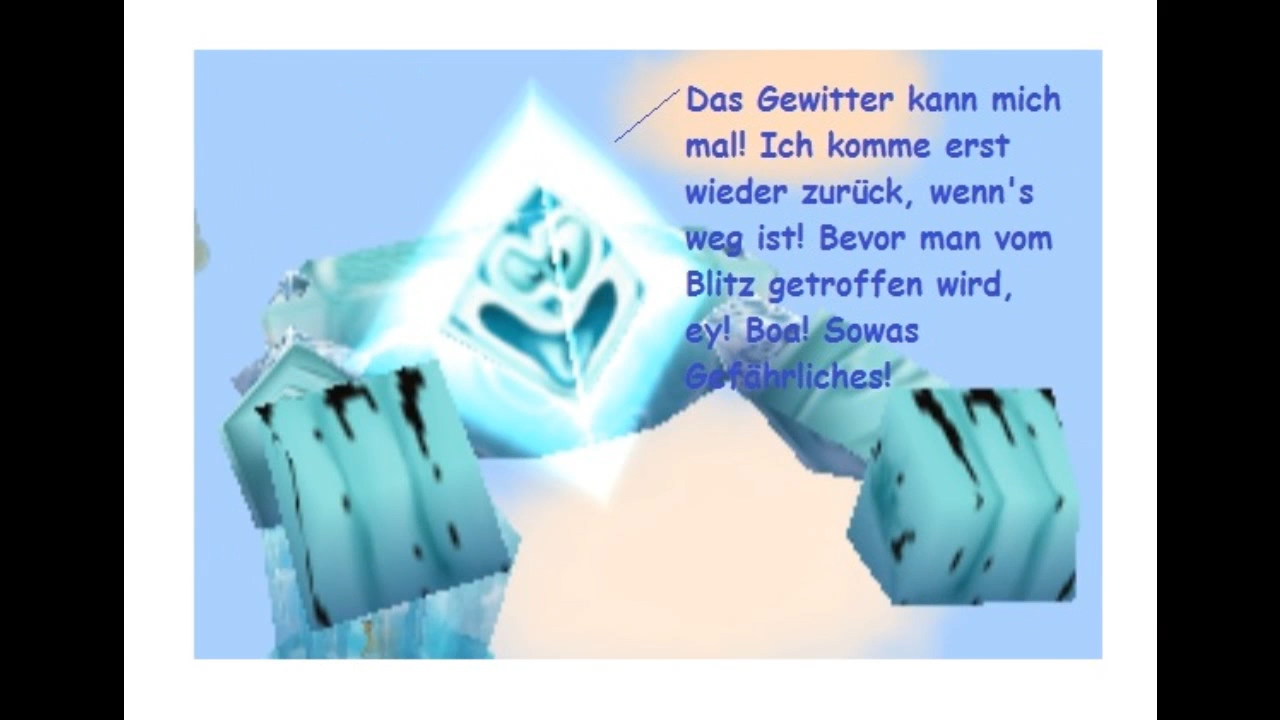 Das Gewitter kann mich
mal! Ich komme erst
wieder zurück, wenn's
weg ist! Bevor man vom
Blitz getroffen wird,
ey! Boa! Sowas
Gefährliches!